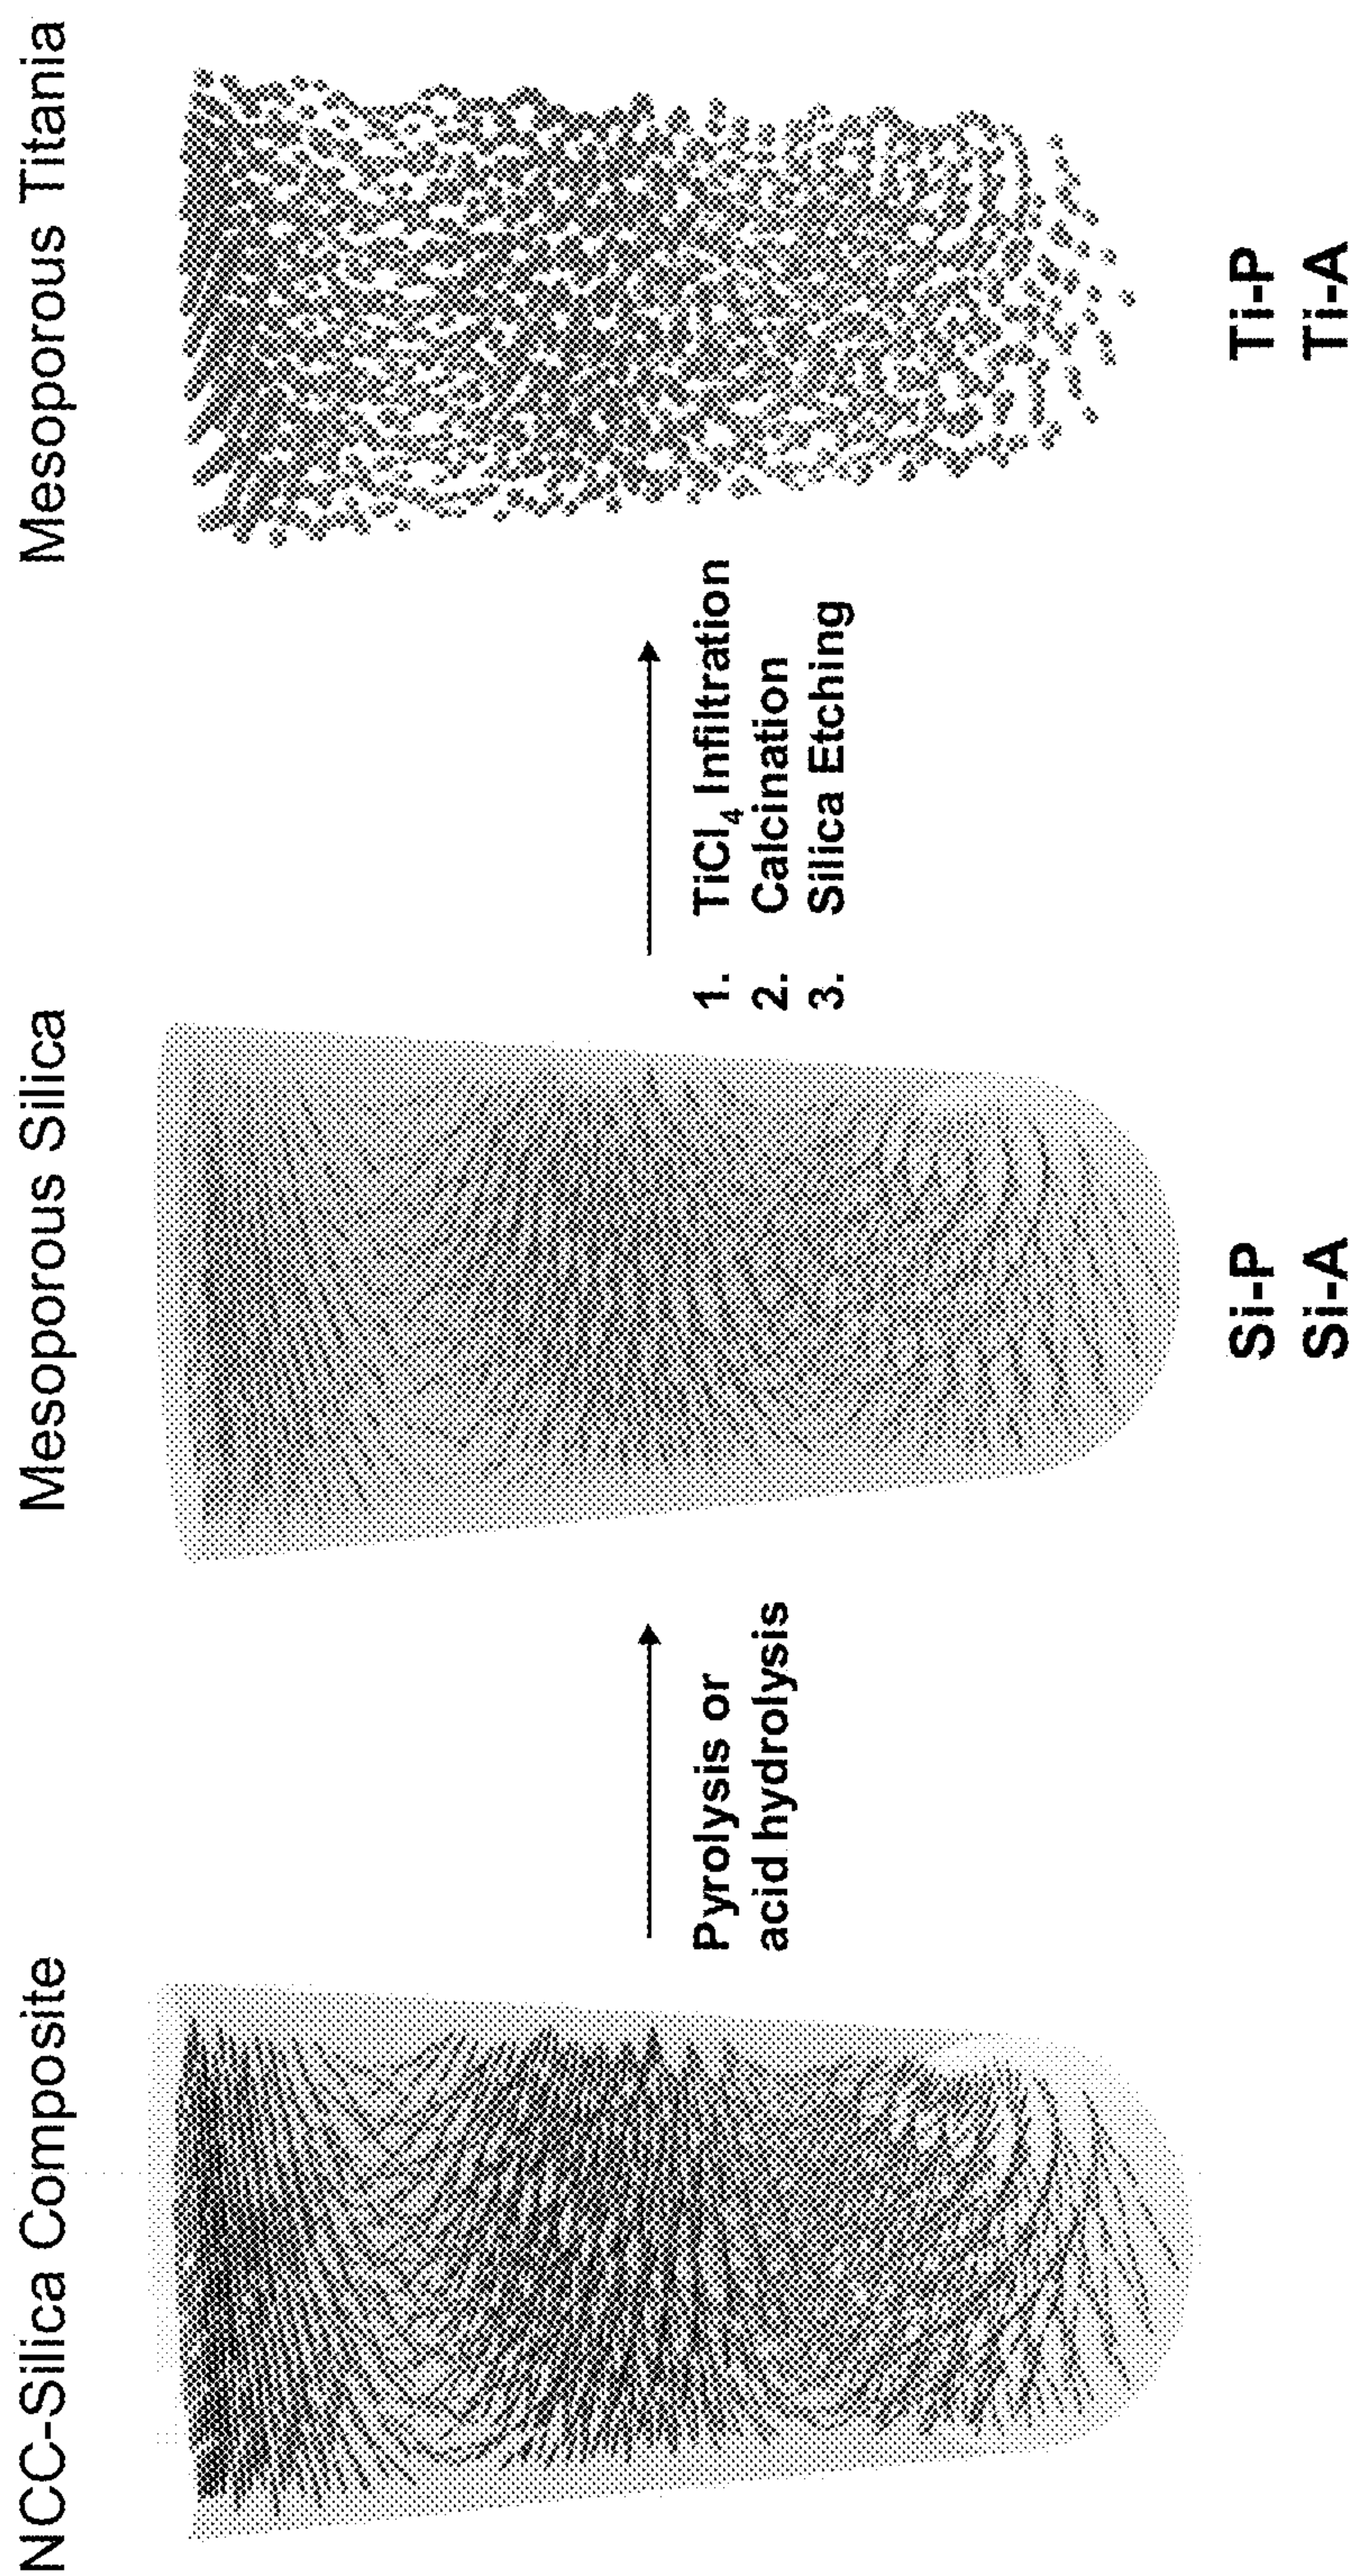 NCC-Silica Composite
Pyrolysis or
acid hydrolysis
Mesoporous Silica
Si-P
Si-A
1. TiCl₄ Infiltration
2. Calcination
3. Silica Etching
Mesoporous Titania
Ti-P
Ti-A